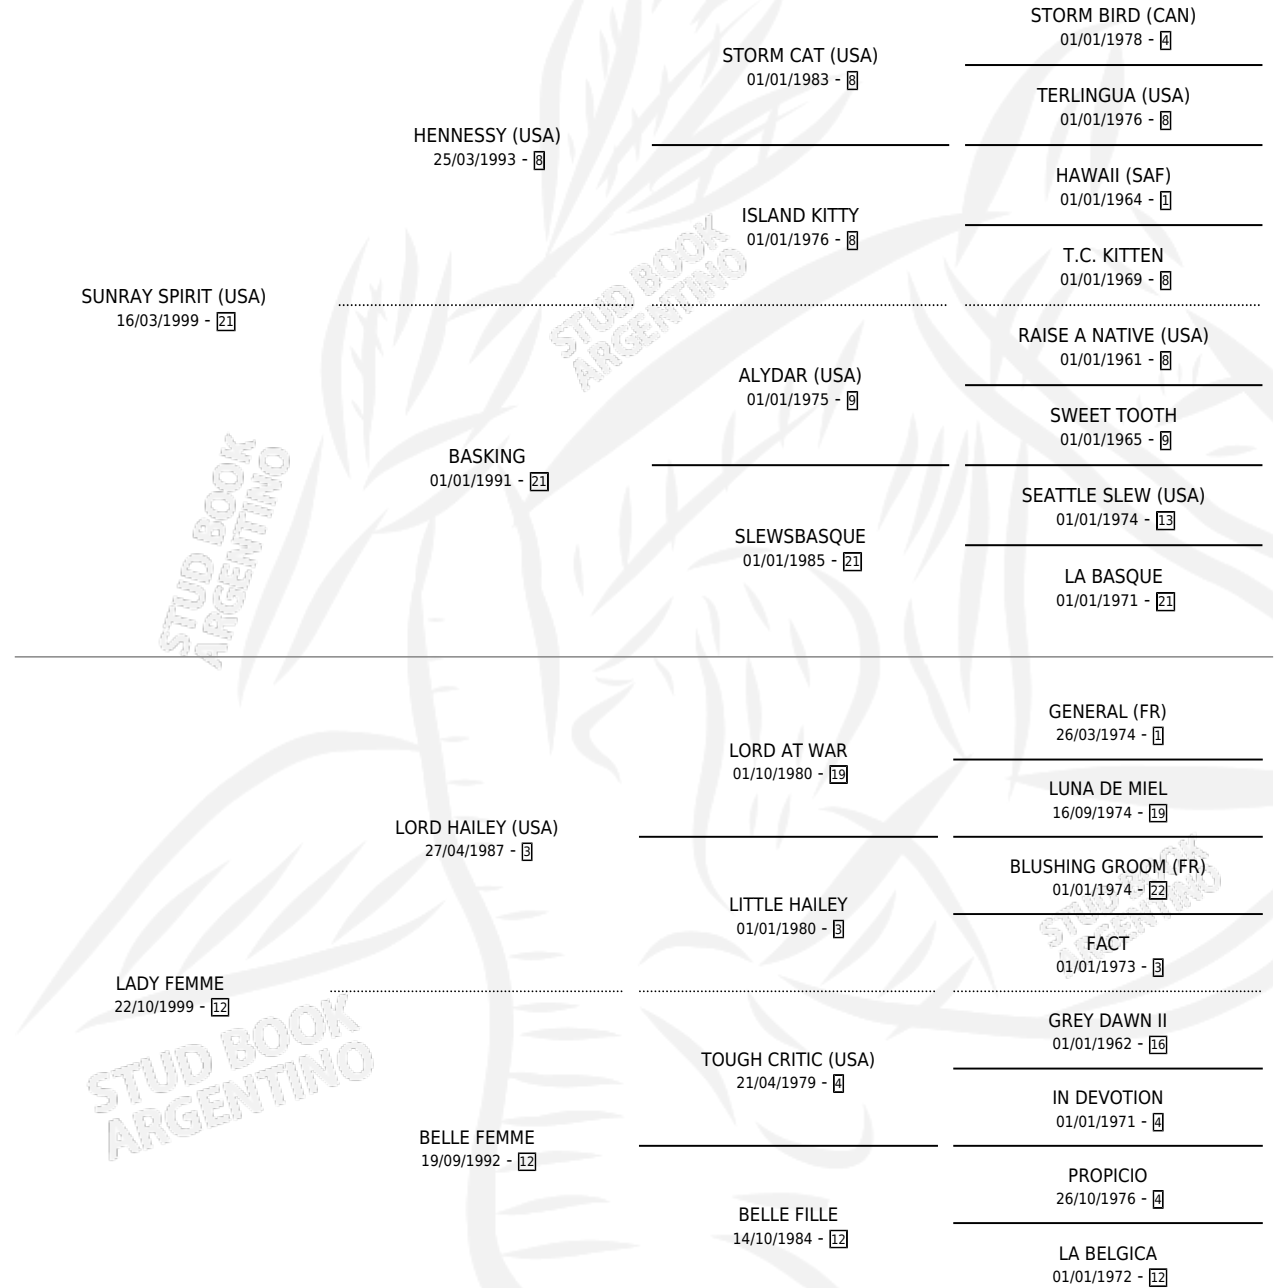 STORM BIRD (CAN)
01/01/1978 - 4
STORM CAT (USA)
01/01/1983 - 8
TERLINGUA (USA)
01/01/1976 - 8
HENNESSY (USA)
25/03/1993 - 8
HAWAII (SAF)
01/01/1964 - 1
ISLAND KITTY
01/01/1976 - 8
T.C. KITTEN
01/01/1969 - 8
SUNRAY SPIRIT (USA)
16/03/1999 - 21
STUD BOOK
ARGENTINO
RAISE A NATIVE (USA)
01/01/1961 - 8
ALYDAR (USA)
01/01/1975 - 9
SWEET TOOTH
01/01/1965 - 9
BASKING
01/01/1991 - 21
SEATTLE SLEW (USA)
01/01/1974 - 13
SLEWSBASQUE
01/01/1985 - 21
LA BASQUE
01/01/1971 - 21
STUD BOOK
ARGENTINO
GENERAL (FR)
26/03/1974 - 1
LORD AT WAR
01/10/1980 - 19
LUNA DE MIEL
16/09/1974 - 19
LORD HAILEY (USA)
27/04/1987 - 3
BLUSHING GROOM (FR)
01/01/1974 - 22
LITTLE HAILEY
01/01/1980 - 3
STUD BOOK
ARGENTINO
FACT
01/01/1973 - 3
LADY FEMME
22/10/1999 - 12
GREY DAWN II
01/01/1962 - 16
TOUGH CRITIC (USA)
21/04/1979 - 4
STUD BOOK
ARGENTINO
IN DEVOTION
01/01/1971 - 4
BELLE FEMME
19/09/1992 - 12
PROPICIO
26/10/1976 - 4
BELLE FILLE
14/10/1984 - 12
LA BELGICA
01/01/1972 - 12